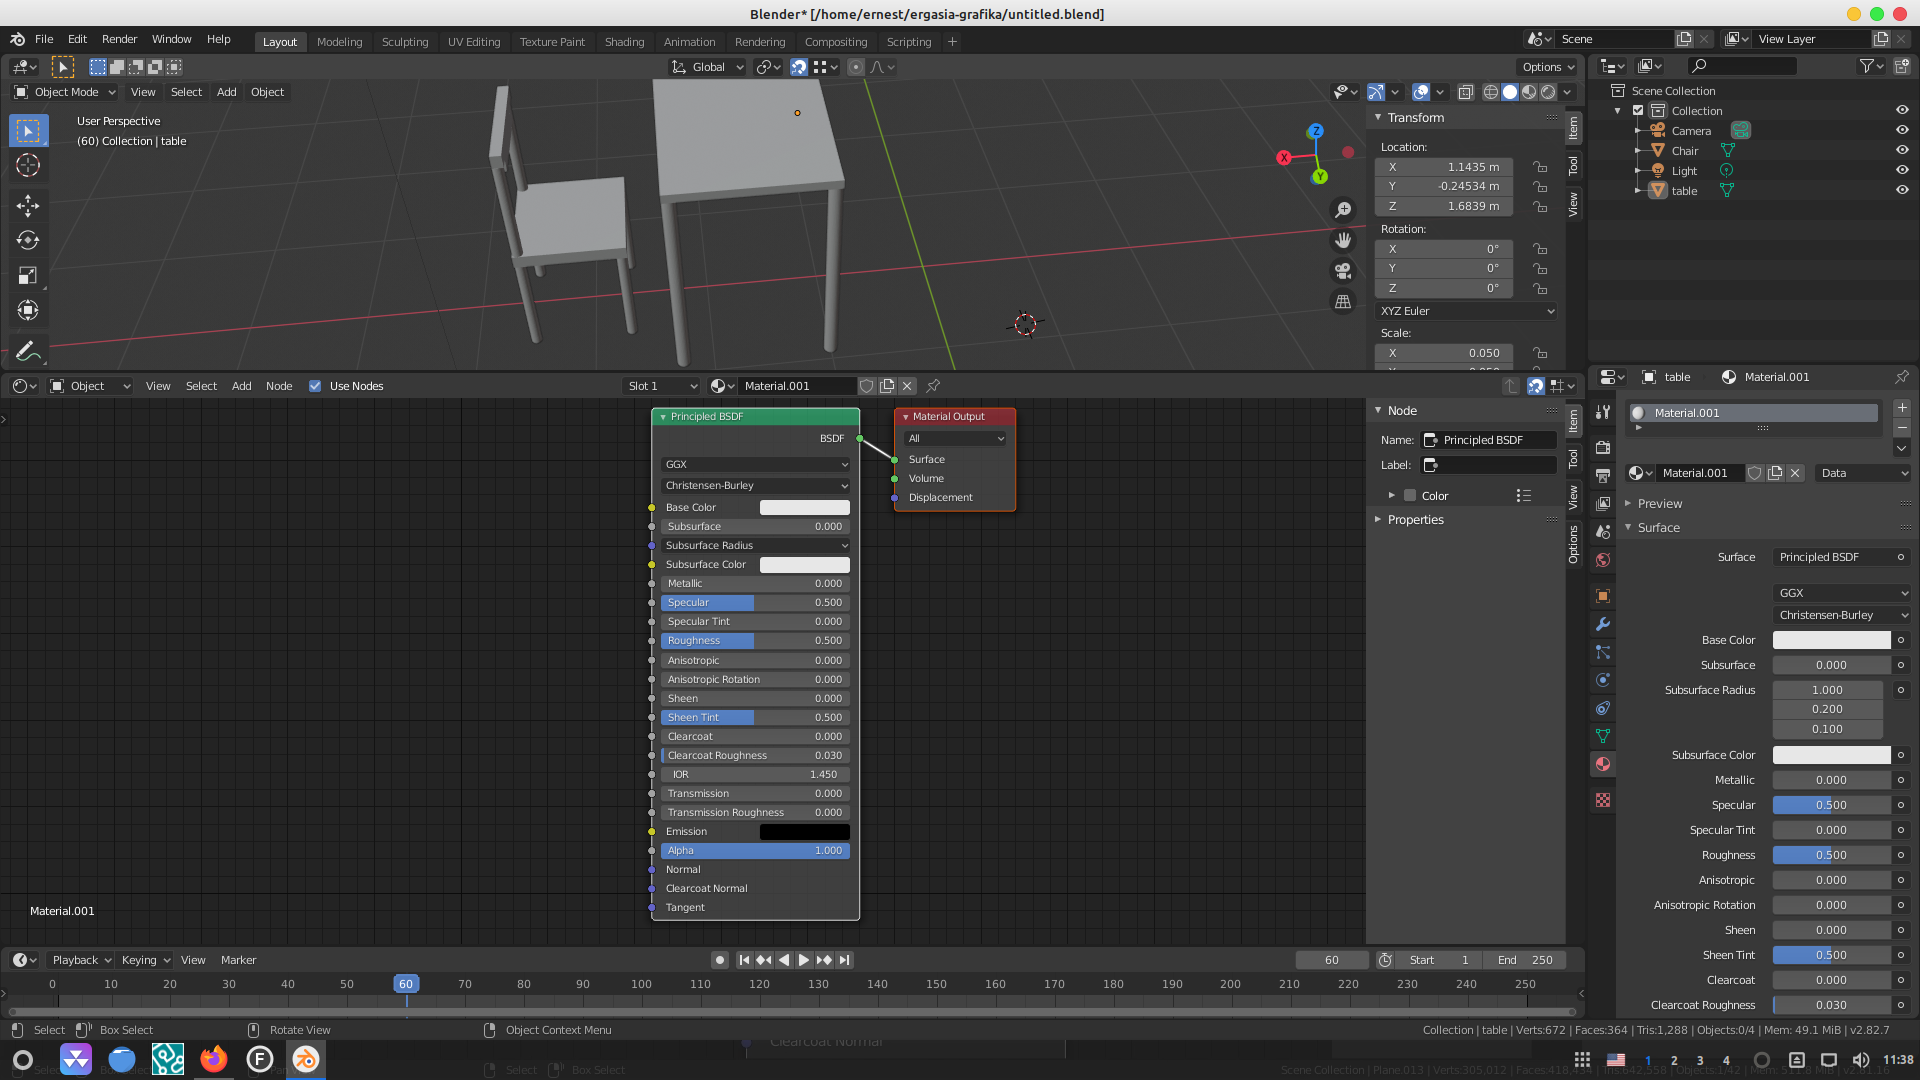 Blender* [/home/ernest/ergasia-grafika/untitled.blend]
File Edit Render Window Help
Layout Modeling Sculpting UV Editing Texture Paint Shading Animation Rendering Compositing Scripting +
Scene
View Layer
Global
Options
Object Mode View Select Add Object
User Perspective
(60) Collection | table
Z
X
Y
Transform
Location:
X 1.1435 m
Y -0.24534 m
Z 1.6839 m
Rotation:
X 0°
Y 0°
Z 0°
XYZ Euler
Scale:
X 0.050
Item
Tool
View
Scene Collection
Collection
Camera
Chair
Light
table
Object View Select Add Node Use Nodes
Slot 1
Material.001
Principled BSDF
BSDF
GGX
Christensen-Burley
Base Color
Subsurface 0.000
Subsurface Radius
Subsurface Color
Metallic 0.000
Specular 0.500
Specular Tint 0.000
Roughness 0.500
Anisotropic 0.000
Anisotropic Rotation 0.000
Sheen 0.000
Sheen Tint 0.500
Clearcoat 0.000
Clearcoat Roughness 0.030
IOR 1.450
Transmission 0.000
Transmission Roughness 0.000
Emission
Alpha 1.000
Normal
Clearcoat Normal
Tangent
Material Output
All
Surface
Volume
Displacement
Material.001
Node
Name: Principled BSDF
Label:
Color
Properties
Item
Tool
View
Options
table Material.001
Material.001
Material.001 Data
Preview
Surface
Surface Principled BSDF
GGX
Christensen-Burley
Base Color
Subsurface 0.000
Subsurface Radius 1.000
0.200
0.100
Subsurface Color
Metallic 0.000
Specular 0.500
Specular Tint 0.000
Roughness 0.500
Anisotropic 0.000
Anisotropic Rotation 0.000
Sheen 0.000
Sheen Tint 0.500
Clearcoat 0.000
Clearcoat Roughness 0.030
Playback Keying View Marker
60 Start 1 End 250
0 10 20 30 40 50 60 70 80 90 100 110 120 130 140 150 160 170 180 190 200 210 220 230 240 250
Select Box Select Rotate View Object Context Menu
Collection | table | Verts:672 | Faces:364 | Tris:1,288 | Objects:0/4 | Mem: 49.1 MiB | v2.82.7
Clearcoat Normal
F
1 2 3 4 11:38
Select Box Select